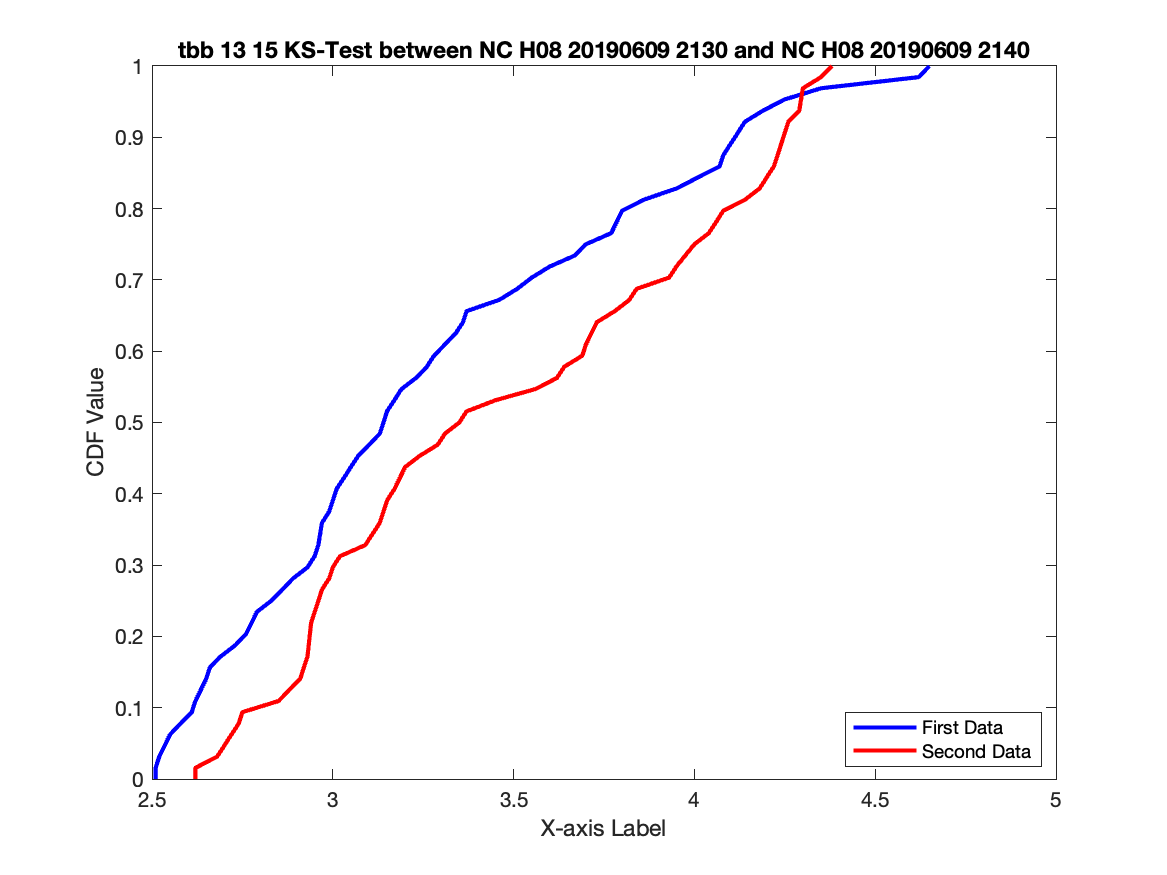 tbb 13 15 KS-Test between NC H08 20190609 2130 and NC H08 20190609 2140
1
0.9
0.8
0.7
0.6
0.5
0.4
0.3
0.2
0.1
0
CDF Value
2.5 3 3.5 4 4.5 5
X-axis Label
First Data
Second Data